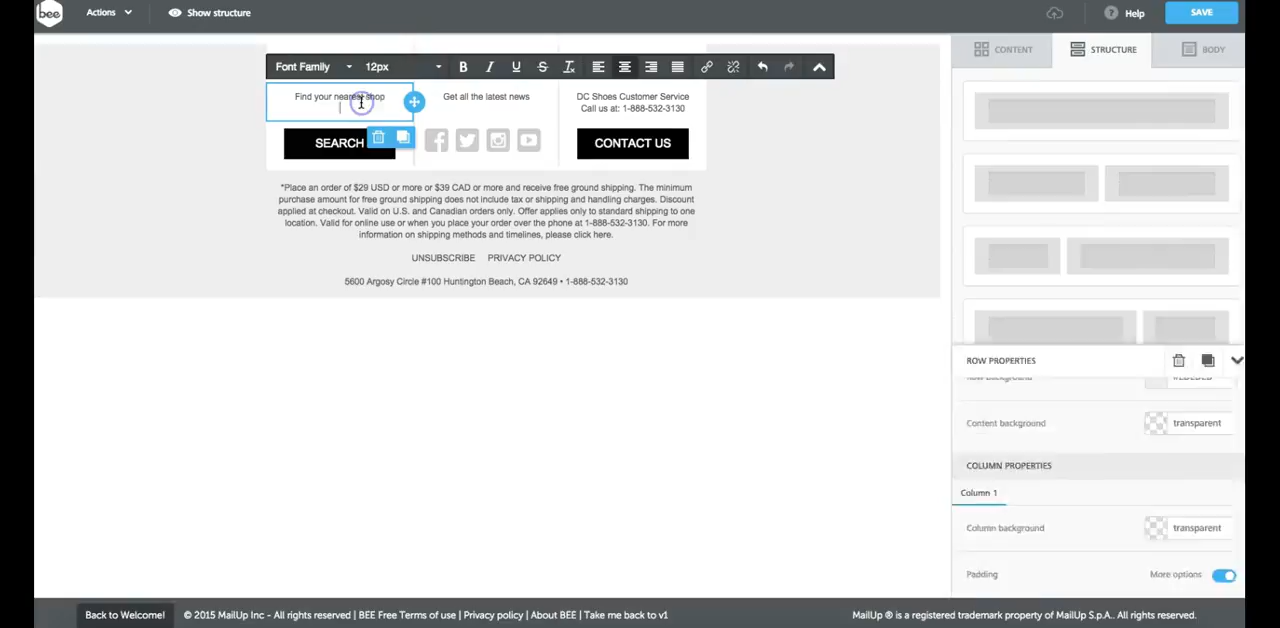 bee
Actions
Show structure
Help
SAVE
CONTENT
STRUCTURE
BODY
Font Family
12px
Find your nearest shop
Get all the latest news
DC Shoes Customer Service
Call us at: 1-888-532-3130
SEARCH
CONTACT US
*Place an order of $29 USD or more or $39 CAD or more and receive free ground shipping. The minimum
purchase amount for free ground shipping does not include tax or shipping and handling charges. Discount
applied at checkout. Valid on U.S. and Canadian orders only. Offer applies only to standard shipping to one
location. Valid for online use or when you place your order over the phone at 1-888-532-3130. For more
information on shipping methods and timelines, please click here.
UNSUBSCRIBE PRIVACY POLICY
5600 Argosy Circle #100 Huntington Beach, CA 92649 • 1-888-532-3130
ROW PROPERTIES
Row background
Content background
transparent
COLUMN PROPERTIES
Column 1
Column background
transparent
Padding
More options
Back to Welcome!
© 2015 MailUp Inc - All rights reserved | BEE Free Terms of use | Privacy policy | About BEE | Take me back to v1
MailUp ® is a registered trademark property of MailUp S.p.A.. All rights reserved.